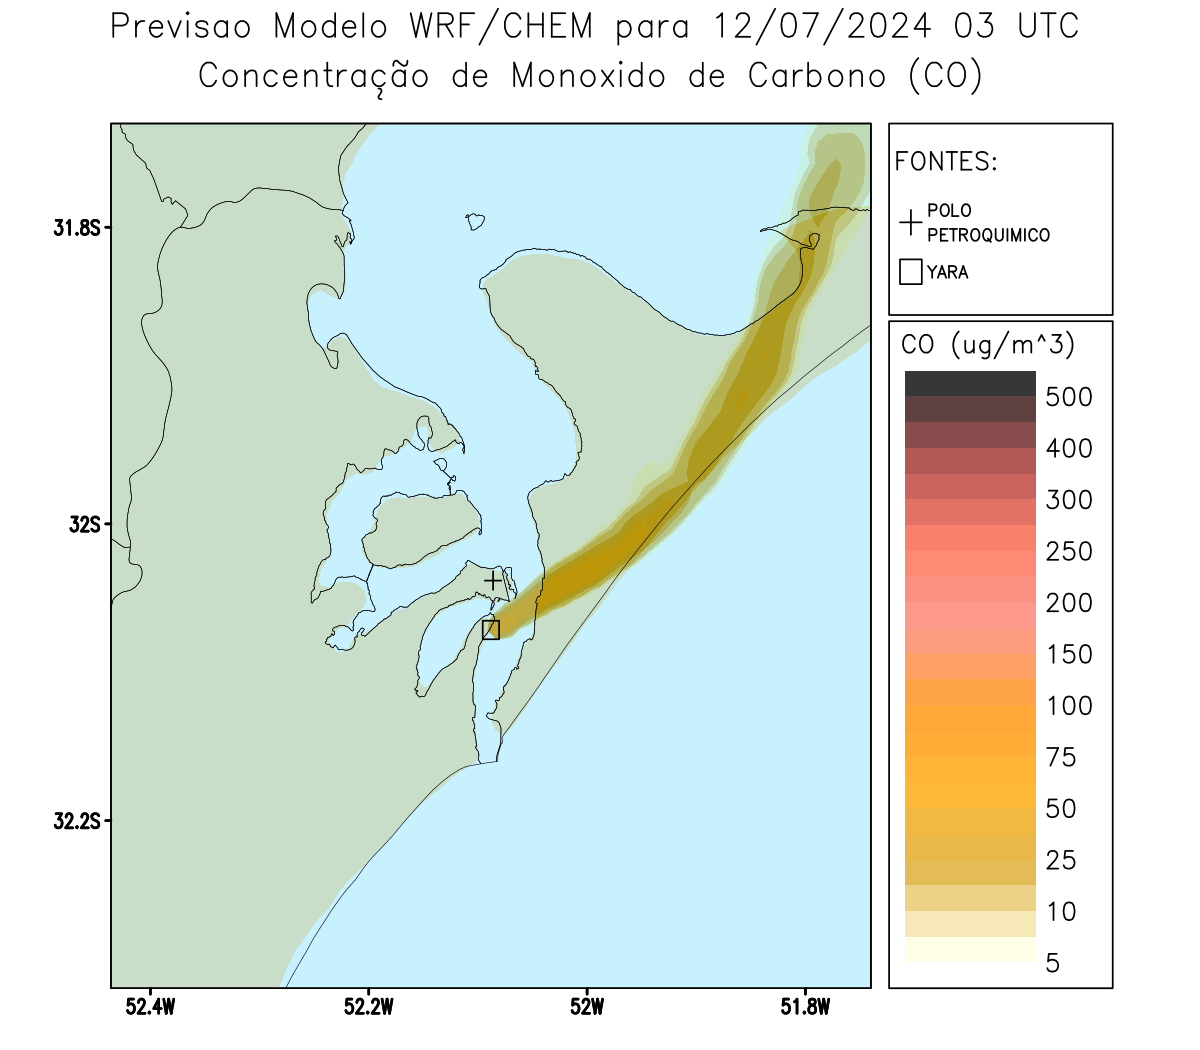 Previsao Modelo WRF/CHEM para 12/07/2024 03 UTC
Concentração de Monoxido de Carbono (CO)
FONTES:
POLO
PETROQUIMICO
YARA
CO (ug/m^3)
500
400
300
250
200
150
100
75
50
25
10
5
31.8S
32S
32.2S
52.4W
52.2W
52W
51.8W